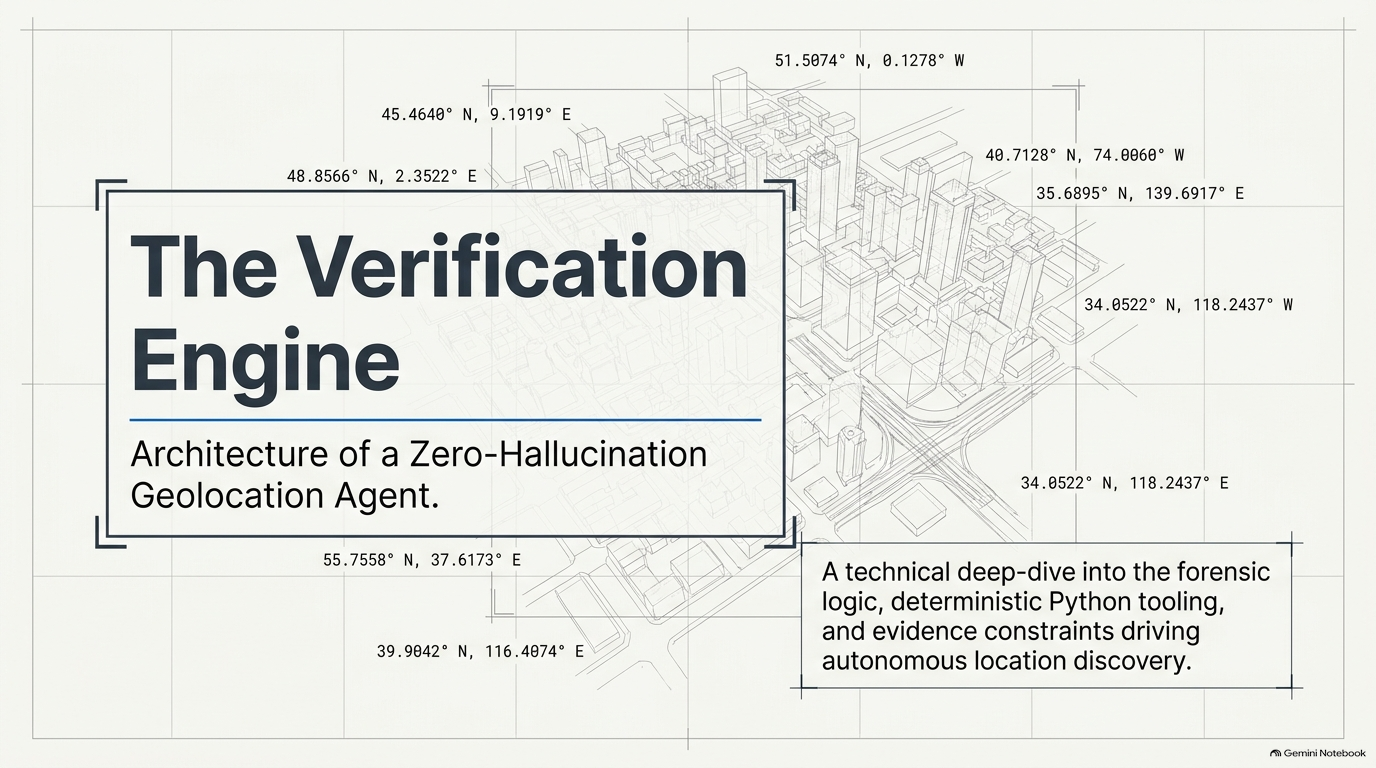 51.5074° N, 0.1278° W
45.4640° N, 9.1919° E
40.7128° N, 74.0060° W
48.8566° N, 2.3522° E
35.6895° N, 139.6917° E
The Verification
Engine
34.0522° N, 118.2437° W
Architecture of a Zero-Hallucination
Geolocation Agent.
34.0522° N, 118.2437° E
55.7558° N, 37.6173° E
A technical deep-dive into the forensic
logic, deterministic Python tooling,
and evidence constraints driving
autonomous location discovery.
39.9042° N, 116.4074° E
Gemini Notebook